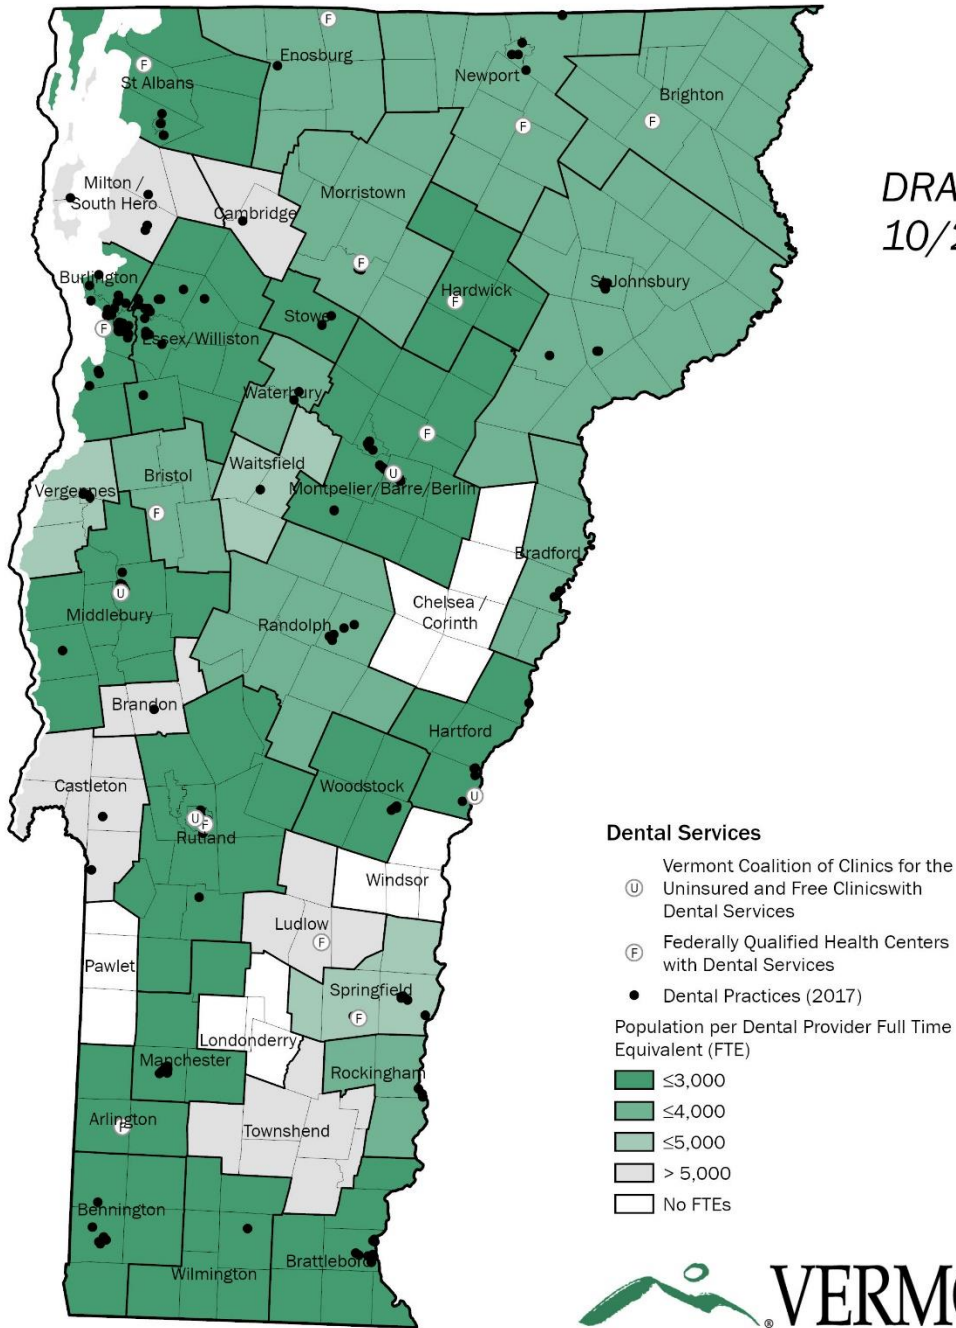 Enosburg
St Albans
Newport
Brighton
DRA
10/2
Milton /
South Hero
Cambridge
Morristown
Burlington
Hardwick
St Johnsbury
Stowe
Essex/Williston
Waterbury
Waitsfield
Bristol
Vergennes
Montpelier/Barre/Berlin
Bradford
Chelsea /
Corinth
Middlebury
Randolph
Brandon
Hartford
Castleton
Woodstock
Rutland
Windsor
Ludlow
Pawlet
Springfield
Londonderry
Manchester
Rockingham
Arlington
Townshend
Bennington
Brattleboro
Wilmington
F
F
F
F
F
F
F
F
U
F
U
U
U
F
F
F
F
Dental Services
U Vermont Coalition of Clinics for the
Uninsured and Free Clinicswith
Dental Services
F Federally Qualified Health Centers
with Dental Services
Dental Practices (2017)
Population per Dental Provider Full Time
Equivalent (FTE)
≤3,000
≤4,000
≤5,000
> 5,000
No FTEs
® VERMO